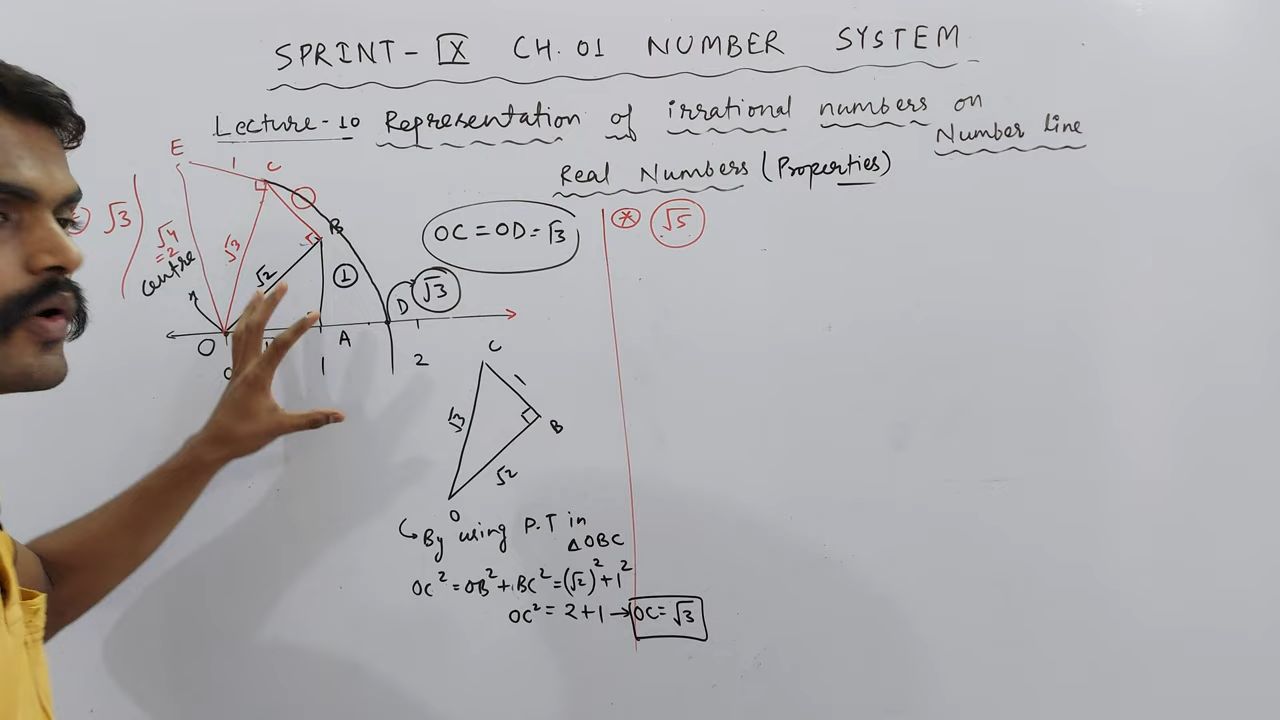 SPRINT-IX CH.01 NUMBER SYSTEM
Lecture-10 Representation of irrational numbers on
Number line
Real Numbers (Properties)
E
1
C
√3
√4
=2
√3
centre
√2
B
1
OC = OD = √3
* √5
D
√3
O
A
1
2
C
1
√3
B
√2
O
By using P.T in
△OBC
OC² = OB² + BC² = (√2)² + 1²
OC² = 2+1 → OC = √3